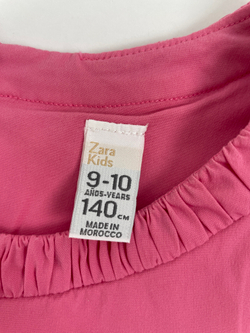 Zara
Kids
9-10
AÑOS-YEARS
140 CM
MADE IN
MOROCCO